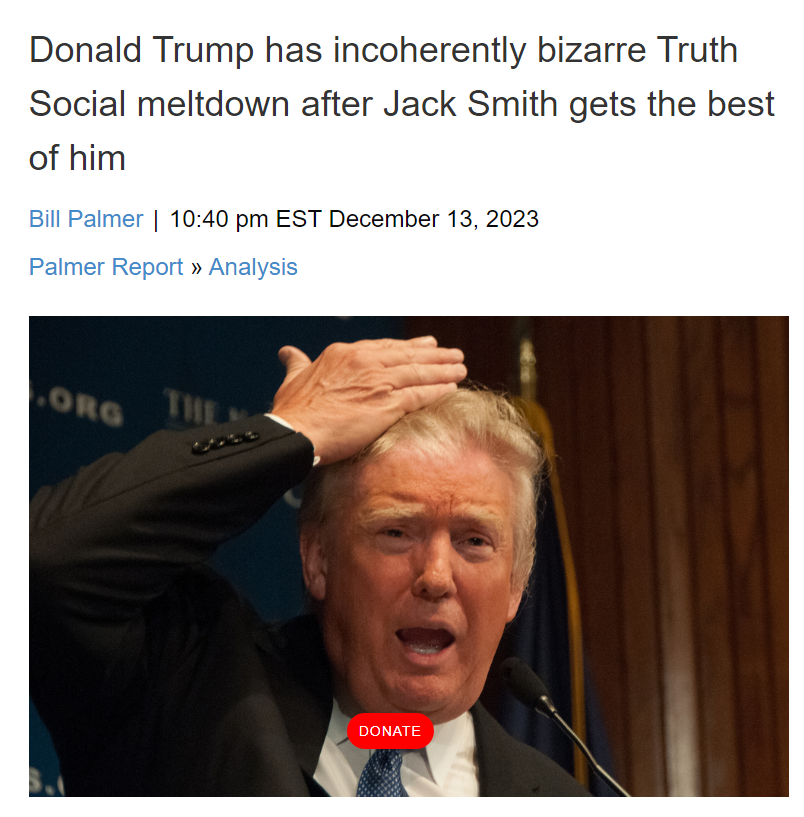 Donald Trump has incoherently bizarre Truth
Social meltdown after Jack Smith gets the best
of him
Bill Palmer | 10:40 pm EST December 13, 2023
Palmer Report » Analysis
.ORG
THE
DONATE
S.